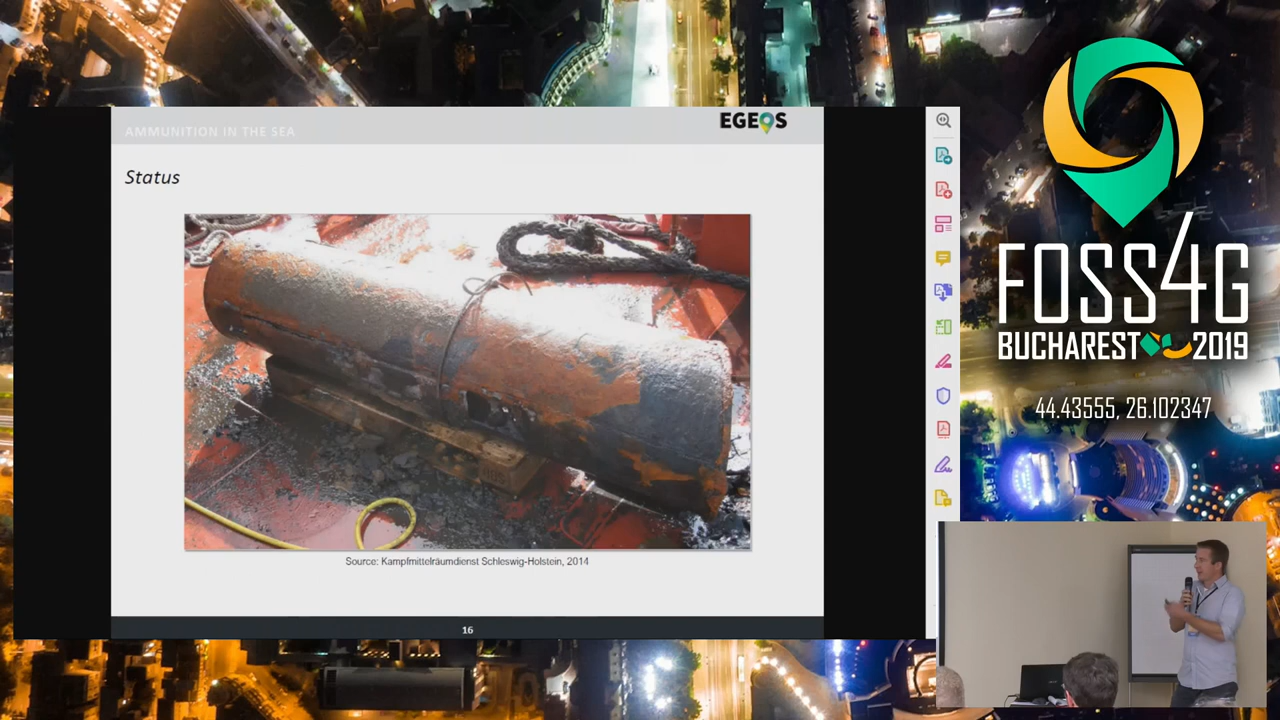 AMMUNITION IN THE SEA
EGEOS
Status
Source: Kampfmittelräumdienst Schleswig-Holstein, 2014
16
FOSS4G
BUCHAREST 2019
44.43555, 26.102347